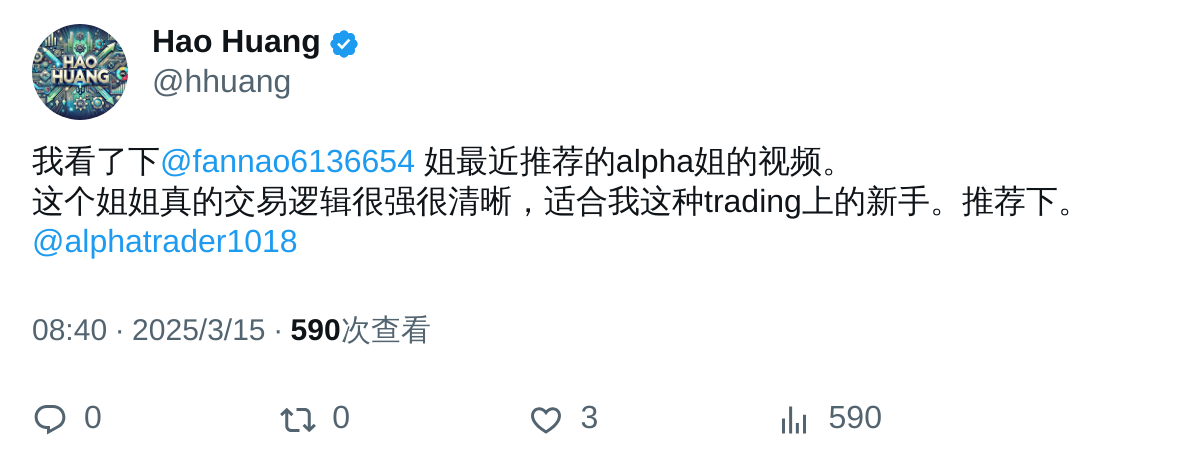 HAO
HUANG
Hao Huang
@hhuang
我看了下@fannao6136654 姐最近推荐的alpha姐的视频。
这个姐姐真的交易逻辑很强很清晰，适合我这种trading上的新手。推荐下。
@alphatrader1018
08:40 · 2025/3/15 · 590次查看
0 0 3 590